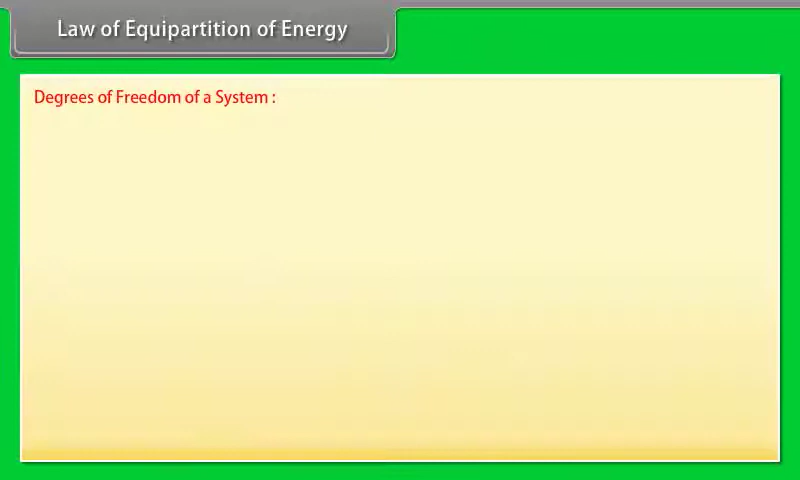 Law of Equipartition of Energy
Degrees of Freedom of a System :